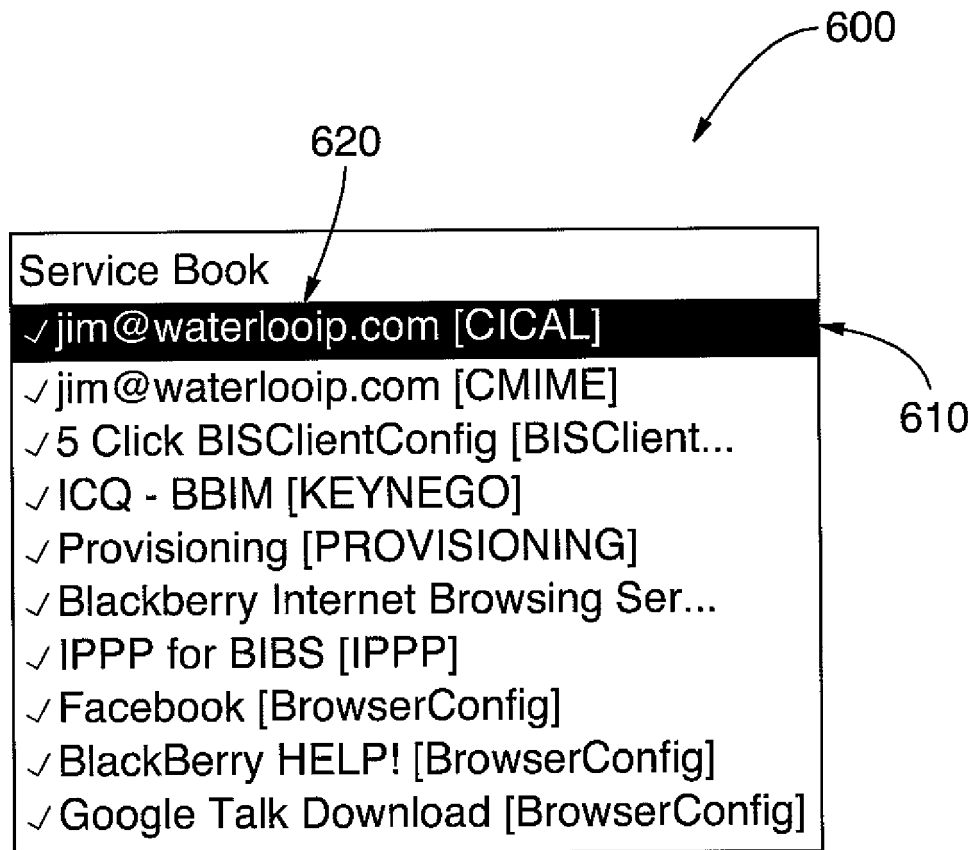 600
620
Service Book
✓jim@waterlooip.com [CICAL]
610
✓jim@waterlooip.com [CMIME]
✓5 Click BISClientConfig [BISClient...
✓ICQ - BBIM [KEYNEGO]
✓Provisioning [PROVISIONING]
✓Blackberry Internet Browsing Ser...
✓IPPP for BIBS [IPPP]
✓Facebook [BrowserConfig]
✓BlackBerry HELP! [BrowserConfig]
✓Google Talk Download [BrowserConfig]